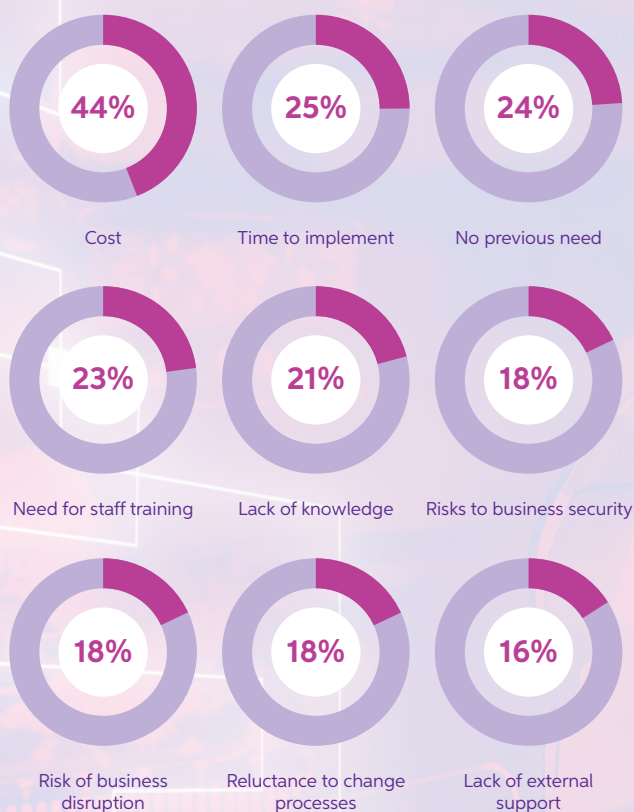 44%
25%
24%
Cost
Time to implement
No previous need
23%
21%
18%
Need for staff training
Lack of knowledge
Risks to business security
18%
18%
16%
Risk of business
disruption
Reluctance to change
processes
Lack of external
support